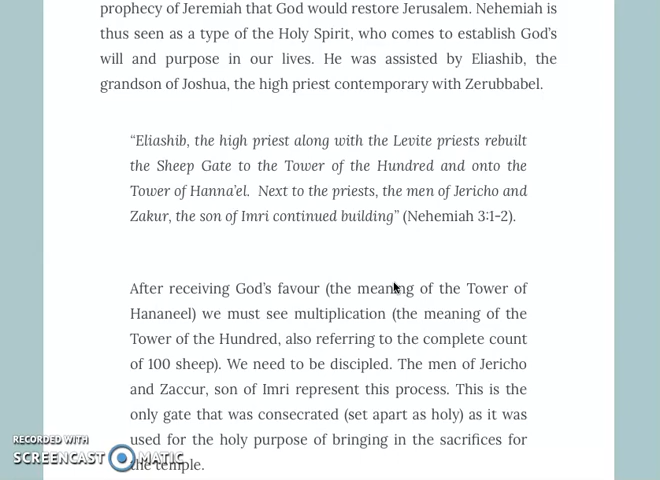 prophecy of Jeremiah that God would restore Jerusalem. Nehemiah is
thus seen as a type of the Holy Spirit, who comes to establish God's
will and purpose in our lives. He was assisted by Eliashib, the
grandson of Joshua, the high priest contemporary with Zerubbabel.
“Eliashib, the high priest along with the Levite priests rebuilt
the Sheep Gate to the Tower of the Hundred and onto the
Tower of Hanna’el. Next to the priests, the men of Jericho and
Zakur, the son of Imri continued building” (Nehemiah 3:1-2).
After receiving God’s favour (the meaning of the Tower of
Hananeel) we must see multiplication (the meaning of the
Tower of the Hundred, also referring to the complete count
of 100 sheep). We need to be discipled. The men of Jericho
and Zaccur, son of Imri represent this process. This is the
only gate that was consecrated (set apart as holy) as it was
used for the holy purpose of bringing in the sacrifices for
the temple.
RECORDED WITH
SCREENCAST MATIC